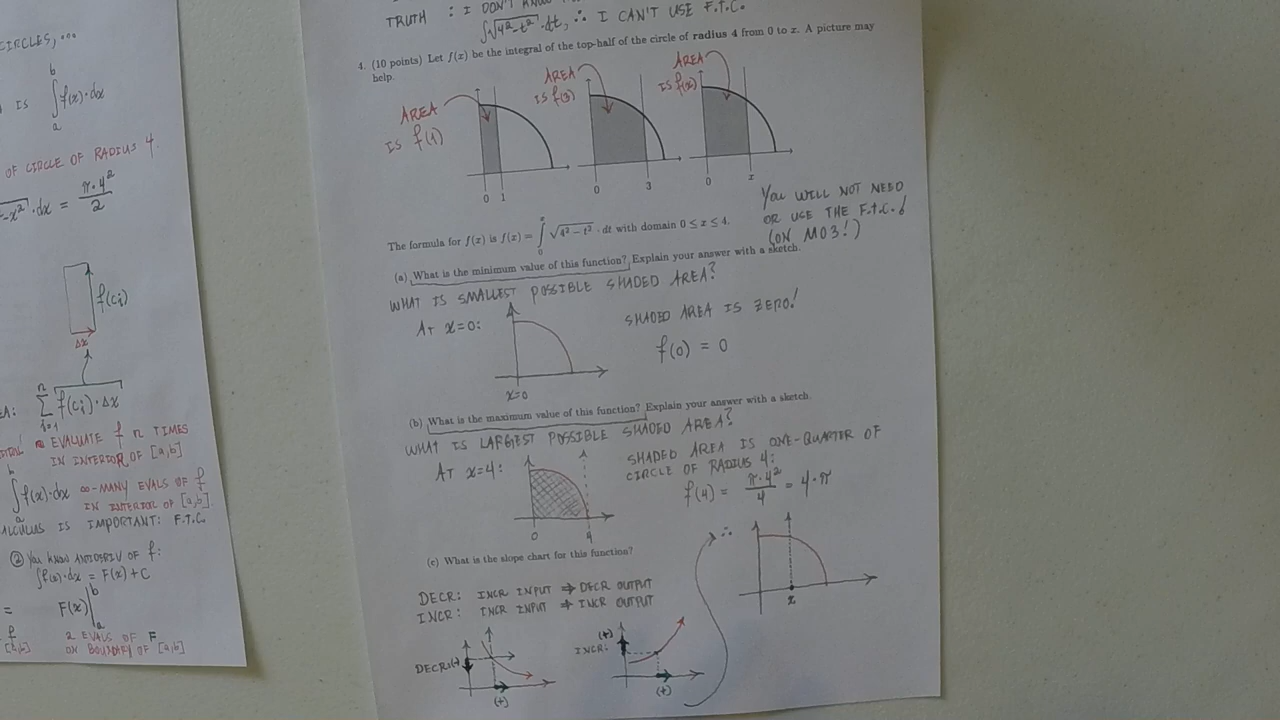 CIRCLES,...
b
IS ∫ f(x)·dx
a
OF CIRCLE OF RADIUS 4.
-x² · dx = π·4² / 2
f(ci)
Δx
n
EA: Σ f(ci)·Δx
i=1
EVALUATE f n TIMES
IN INTERIOR OF [a,b]
b
∫ f(x)·dx ∞-MANY EVALS OF f
a
IN INTERIOR OF [a,b].
CALCULUS IS IMPORTANT: F.T.C.
② YOU KNOW ANTIDERIV OF f:
∫f(x)·dx = F(x)+C
= F(x)| b
a
2 EVALS OF F
ON BOUNDARY OF [a,b]
TRUTH : I DON'T KNOW
∫√4²-t² ·dt, ∴ I CAN'T USE F.T.C.
4. (10 points) Let f(x) be the integral of the top-half of the circle of radius 4 from 0 to x. A picture may
help.
AREA
IS f(1)
0 1
AREA
IS f(3)
0 3
AREA
IS f(x)
0 x
YOU WILL NOT NEED
OR USE THE F.T.C.!
(ON M03!)
The formula for f(x) is f(x) = ∫ₓ₀ √4² − t² · dt with domain 0 ≤ x ≤ 4.
(a) What is the minimum value of this function? Explain your answer with a sketch.
WHAT IS SMALLEST POSSIBLE SHADED AREA?
AT x=0:
SHADED AREA IS ZERO!
f(0) = 0
x=0
(b) What is the maximum value of this function? Explain your answer with a sketch.
WHAT IS LARGEST POSSIBLE SHADED AREA?
AT x=4:
SHADED AREA IS ONE-QUARTER OF
CIRCLE OF RADIUS 4:
f(4) = π·4² / 4 = 4·π
0 4
(c) What is the slope chart for this function?
DECR: INCR INPUT ⇒ DECR OUTPUT
INCR: INCR INPUT ⇒ INCR OUTPUT
DECR:(-)
(+)
(+)
INCR:
(+)
∴
x